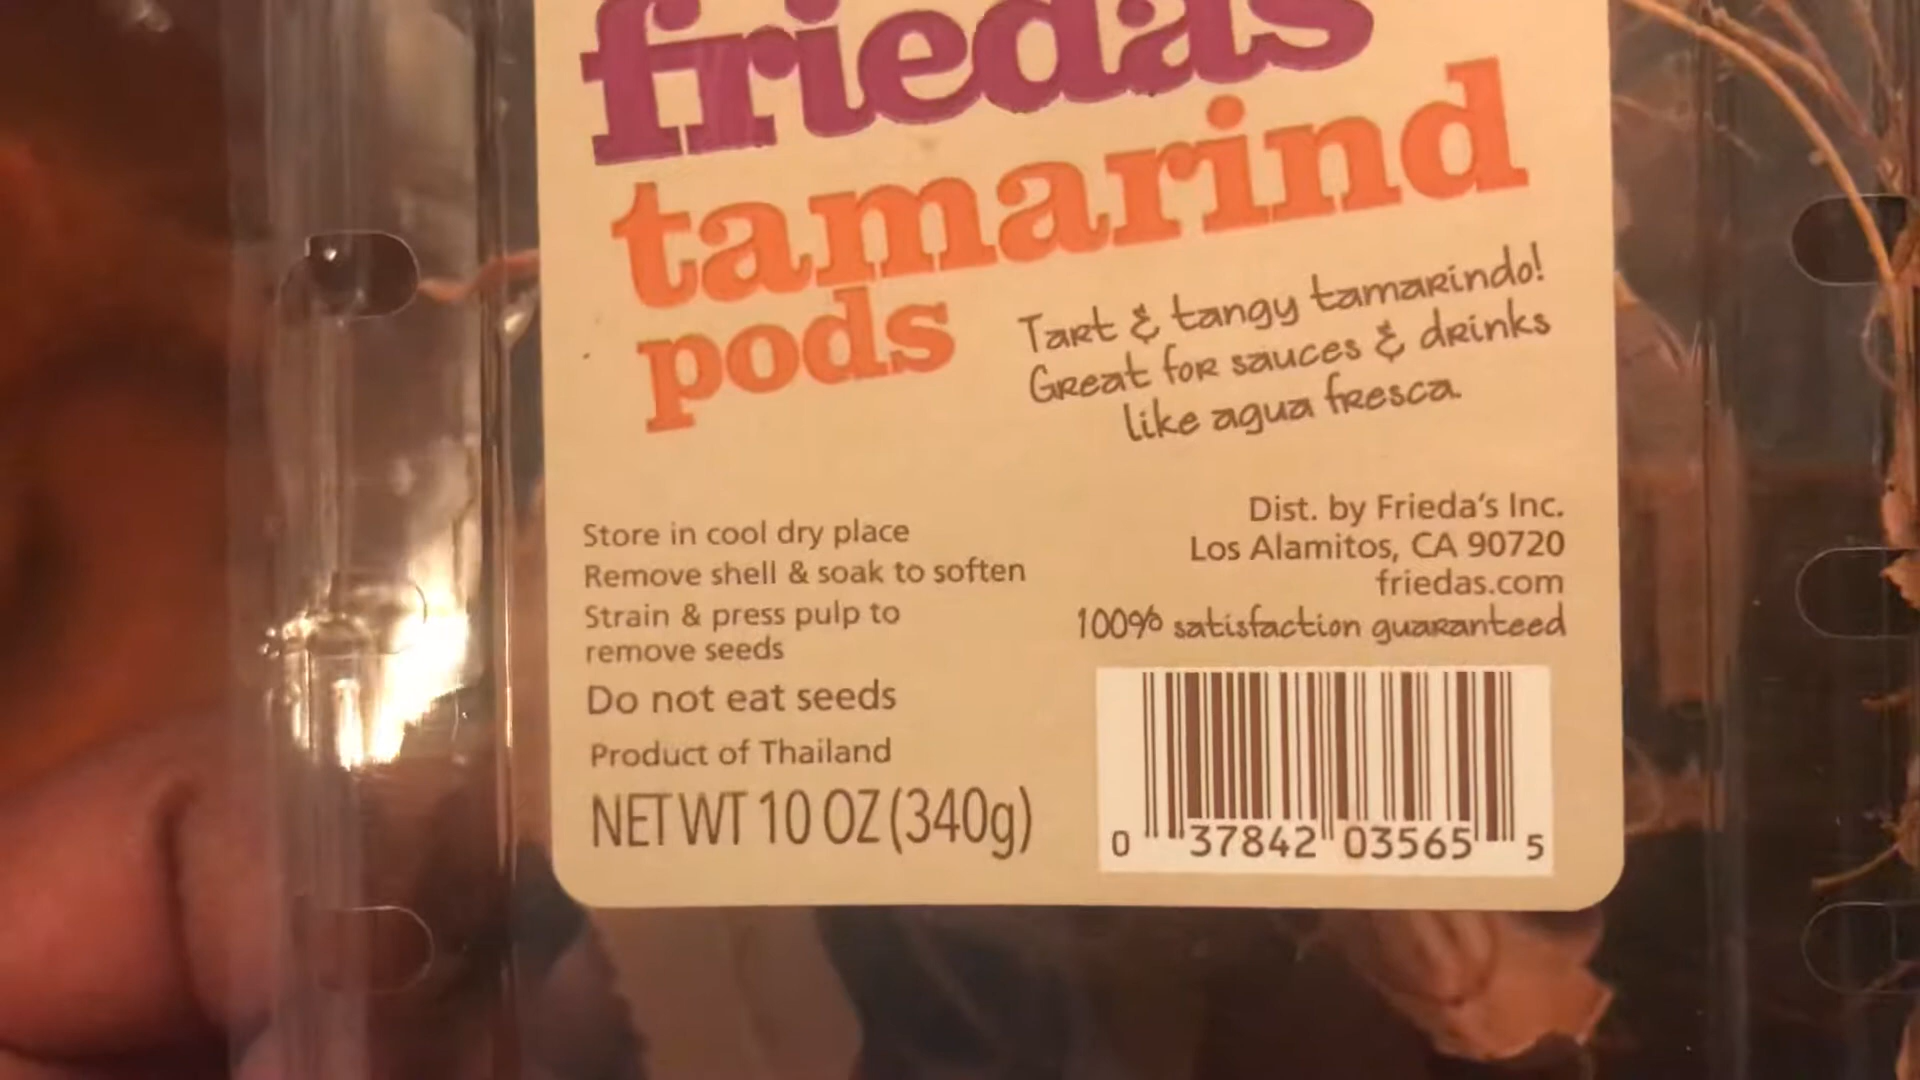 friedas
tamarind
pods
Tart & tangy tamarindo!
Great for sauces & drinks
like agua fresca.
Store in cool dry place
Remove shell & soak to soften
Strain & press pulp to
remove seeds
Do not eat seeds
Product of Thailand
NET WT 10 OZ (340g)
Dist. by Frieda's Inc.
Los Alamitos, CA 90720
friedas.com
100% satisfaction guaranteed
0 37842 03565 5